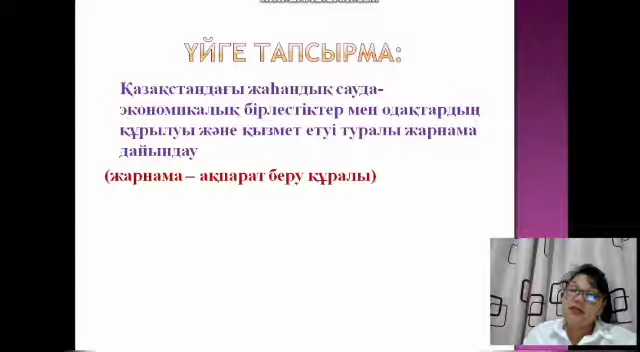 ҮЙГЕ ТАПСЫРМА:
Қазақстандағы жаһандық сауда-
экономикалық бірлестіктер мен одақтардың
құрылуы және қызмет етуі туралы жарнама
дайындау
(жарнама – ақпарат беру құралы)